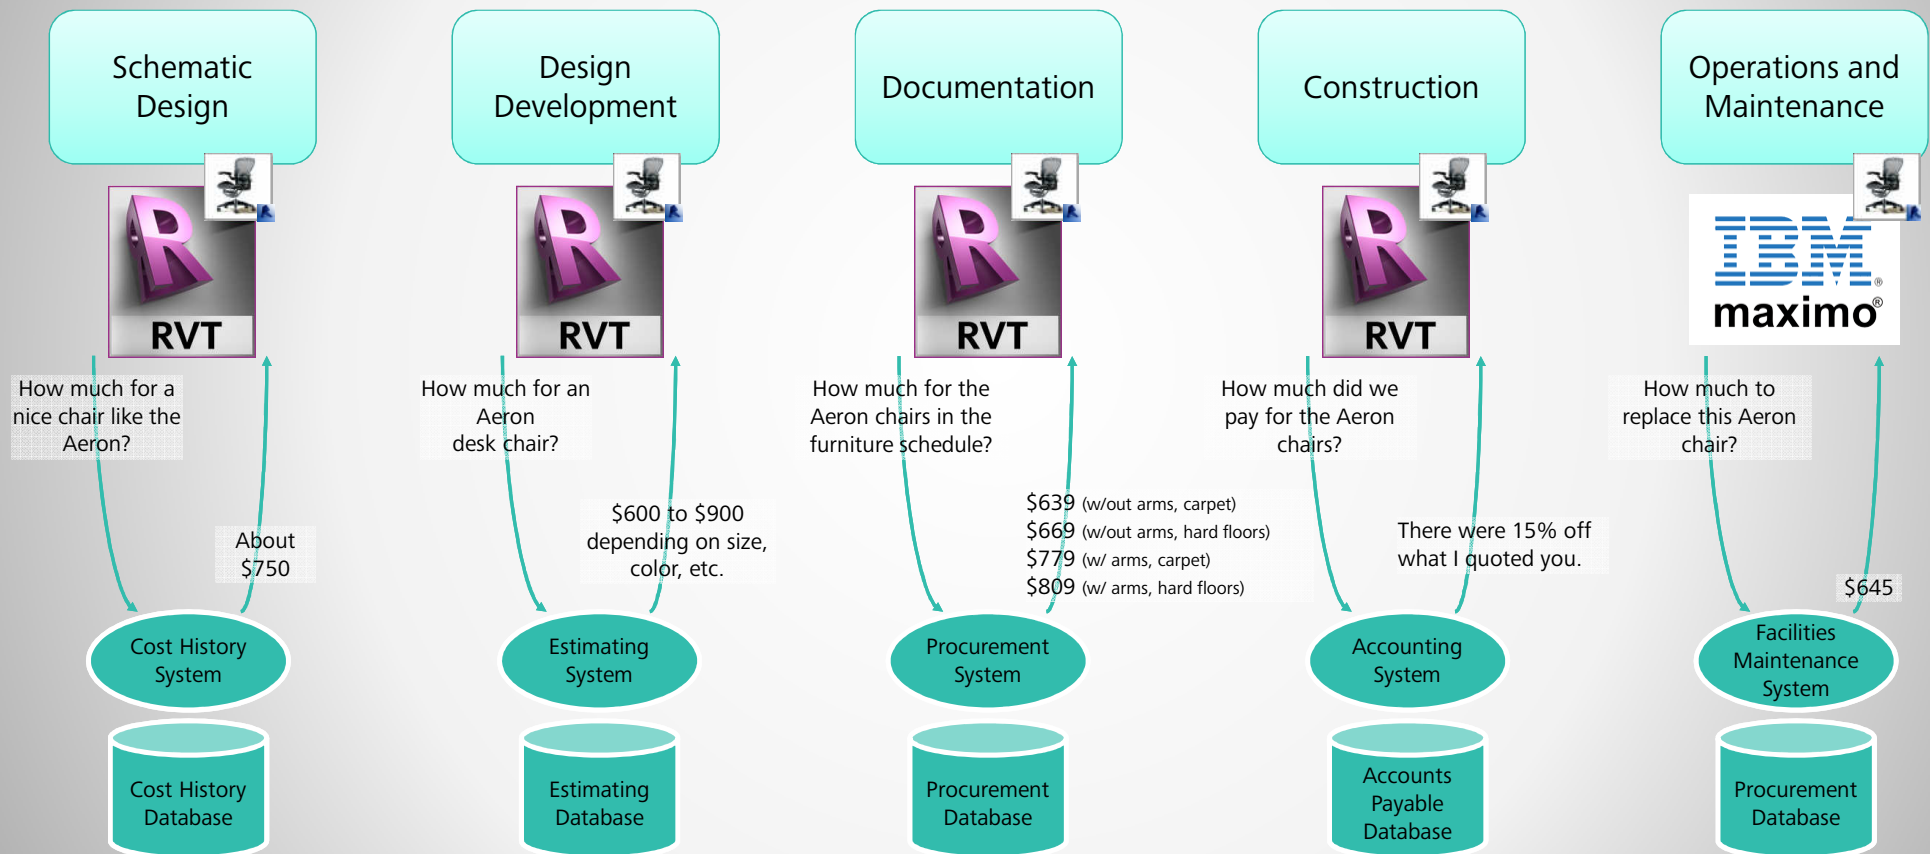 Schematic
Design
Design
Development
Documentation
Construction
Operations and
Maintenance
RVT
RVT
RVT
RVT
IBM®
maximo®
How much for a
nice chair like the
Aeron?
About
$750
How much for an
Aeron
desk chair?
$600 to $900
depending on size,
color, etc.
How much for the
Aeron chairs in the
furniture schedule?
$639 (w/out arms, carpet)
$669 (w/out arms, hard floors)
$779 (w/ arms, carpet)
$809 (w/ arms, hard floors)
How much did we
pay for the Aeron
chairs?
There were 15% off
what I quoted you.
How much to
replace this Aeron
chair?
$645
Cost History
System
Estimating
System
Procurement
System
Accounting
System
Facilities
Maintenance
System
Cost History
Database
Estimating
Database
Procurement
Database
Accounts
Payable
Database
Procurement
Database